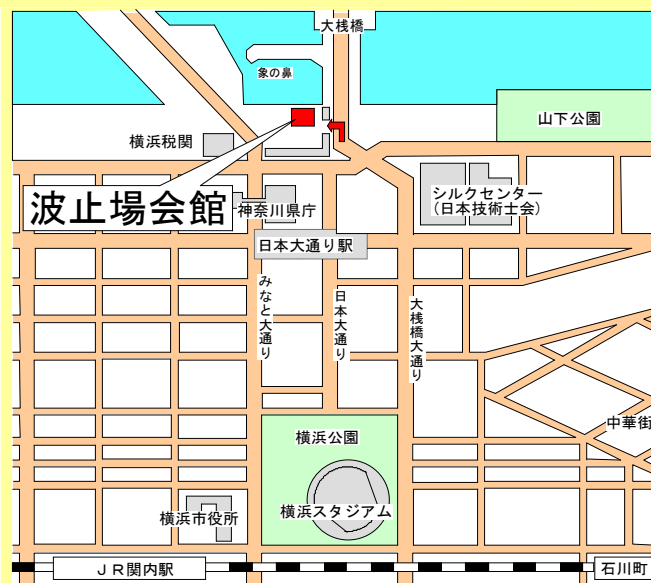 大桟橋
象の鼻
山下公園
横浜税関
波止場会館
神奈川県庁
シルクセンター
(日本技術士会)
日本大通り駅
みなと大通り
日本大通り
大桟橋大通り
中華街
横浜公園
横浜スタジアム
横浜市役所
ＪＲ関内駅
石川町